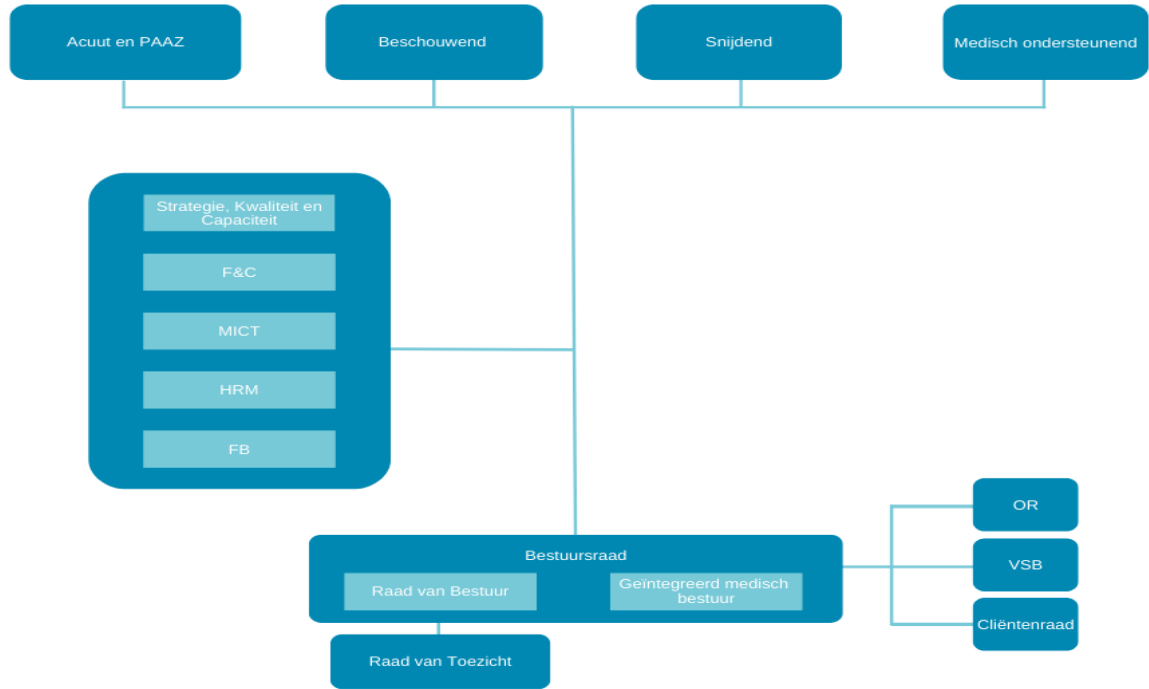 Acuut en PAAZ
Beschouwend
Snijdend
Medisch ondersteunend
Strategie, Kwaliteit en
Capaciteit
F&C
MICT
HRM
FB
Bestuursraad
Raad van Bestuur
Geïntegreerd medisch
bestuur
Raad van Toezicht
OR
VSB
Cliëntenraad